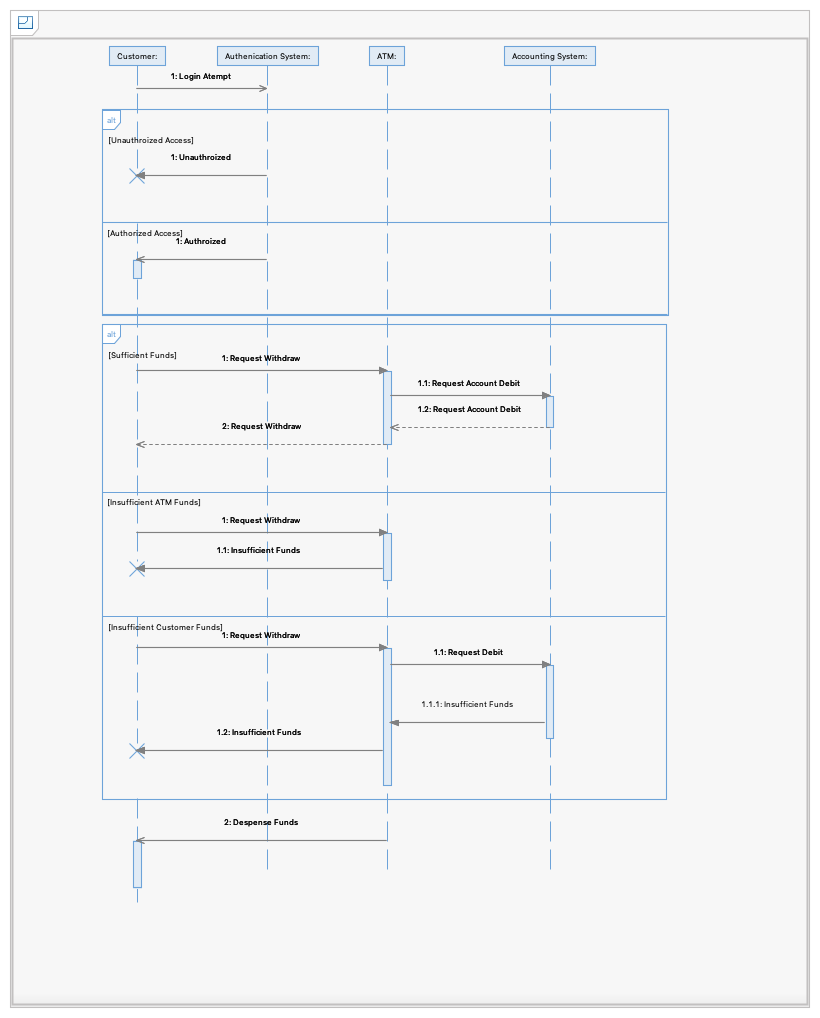 Customer:
Authenication System:
ATM:
Accounting System:
1: Login Atempt
alt
[Unauthroized Access]
1: Unauthroized
[Authorized Access]
1: Authroized
alt
[Sufficient Funds]
1: Request Withdraw
1.1: Request Account Debit
1.2: Request Account Debit
2: Request Withdraw
[Insufficient ATM Funds]
1: Request Withdraw
1.1: Insufficient Funds
[Insufficient Customer Funds]
1: Request Withdraw
1.1: Request Debit
1.1.1: Insufficient Funds
1.2: Insufficient Funds
2: Despense Funds